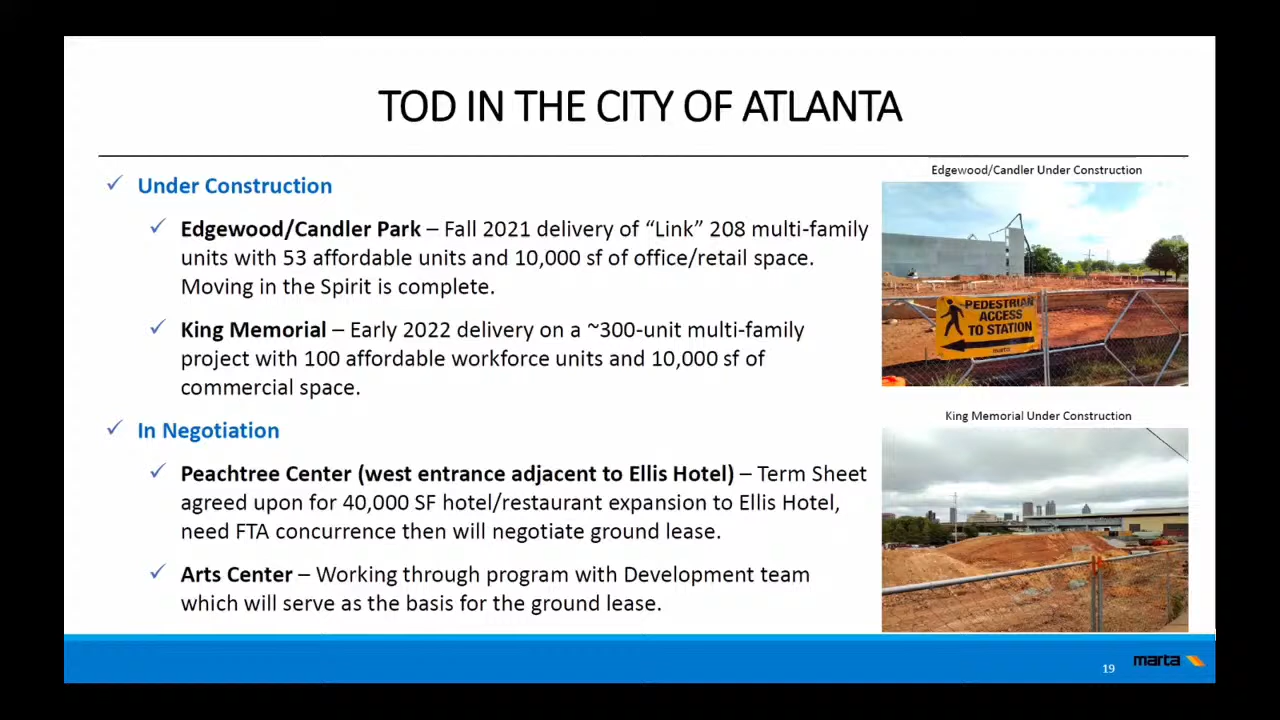 TOD IN THE CITY OF ATLANTA
Under Construction
Edgewood/Candler Park – Fall 2021 delivery of “Link” 208 multi-family
units with 53 affordable units and 10,000 sf of office/retail space.
Moving in the Spirit is complete.
King Memorial – Early 2022 delivery on a ~300-unit multi-family
project with 100 affordable workforce units and 10,000 sf of
commercial space.
In Negotiation
Peachtree Center (west entrance adjacent to Ellis Hotel) – Term Sheet
agreed upon for 40,000 SF hotel/restaurant expansion to Ellis Hotel,
need FTA concurrence then will negotiate ground lease.
Arts Center – Working through program with Development team
which will serve as the basis for the ground lease.
Edgewood/Candler Under Construction
PEDESTRIAN
ACCESS
TO STATION
marta
King Memorial Under Construction
19
marta